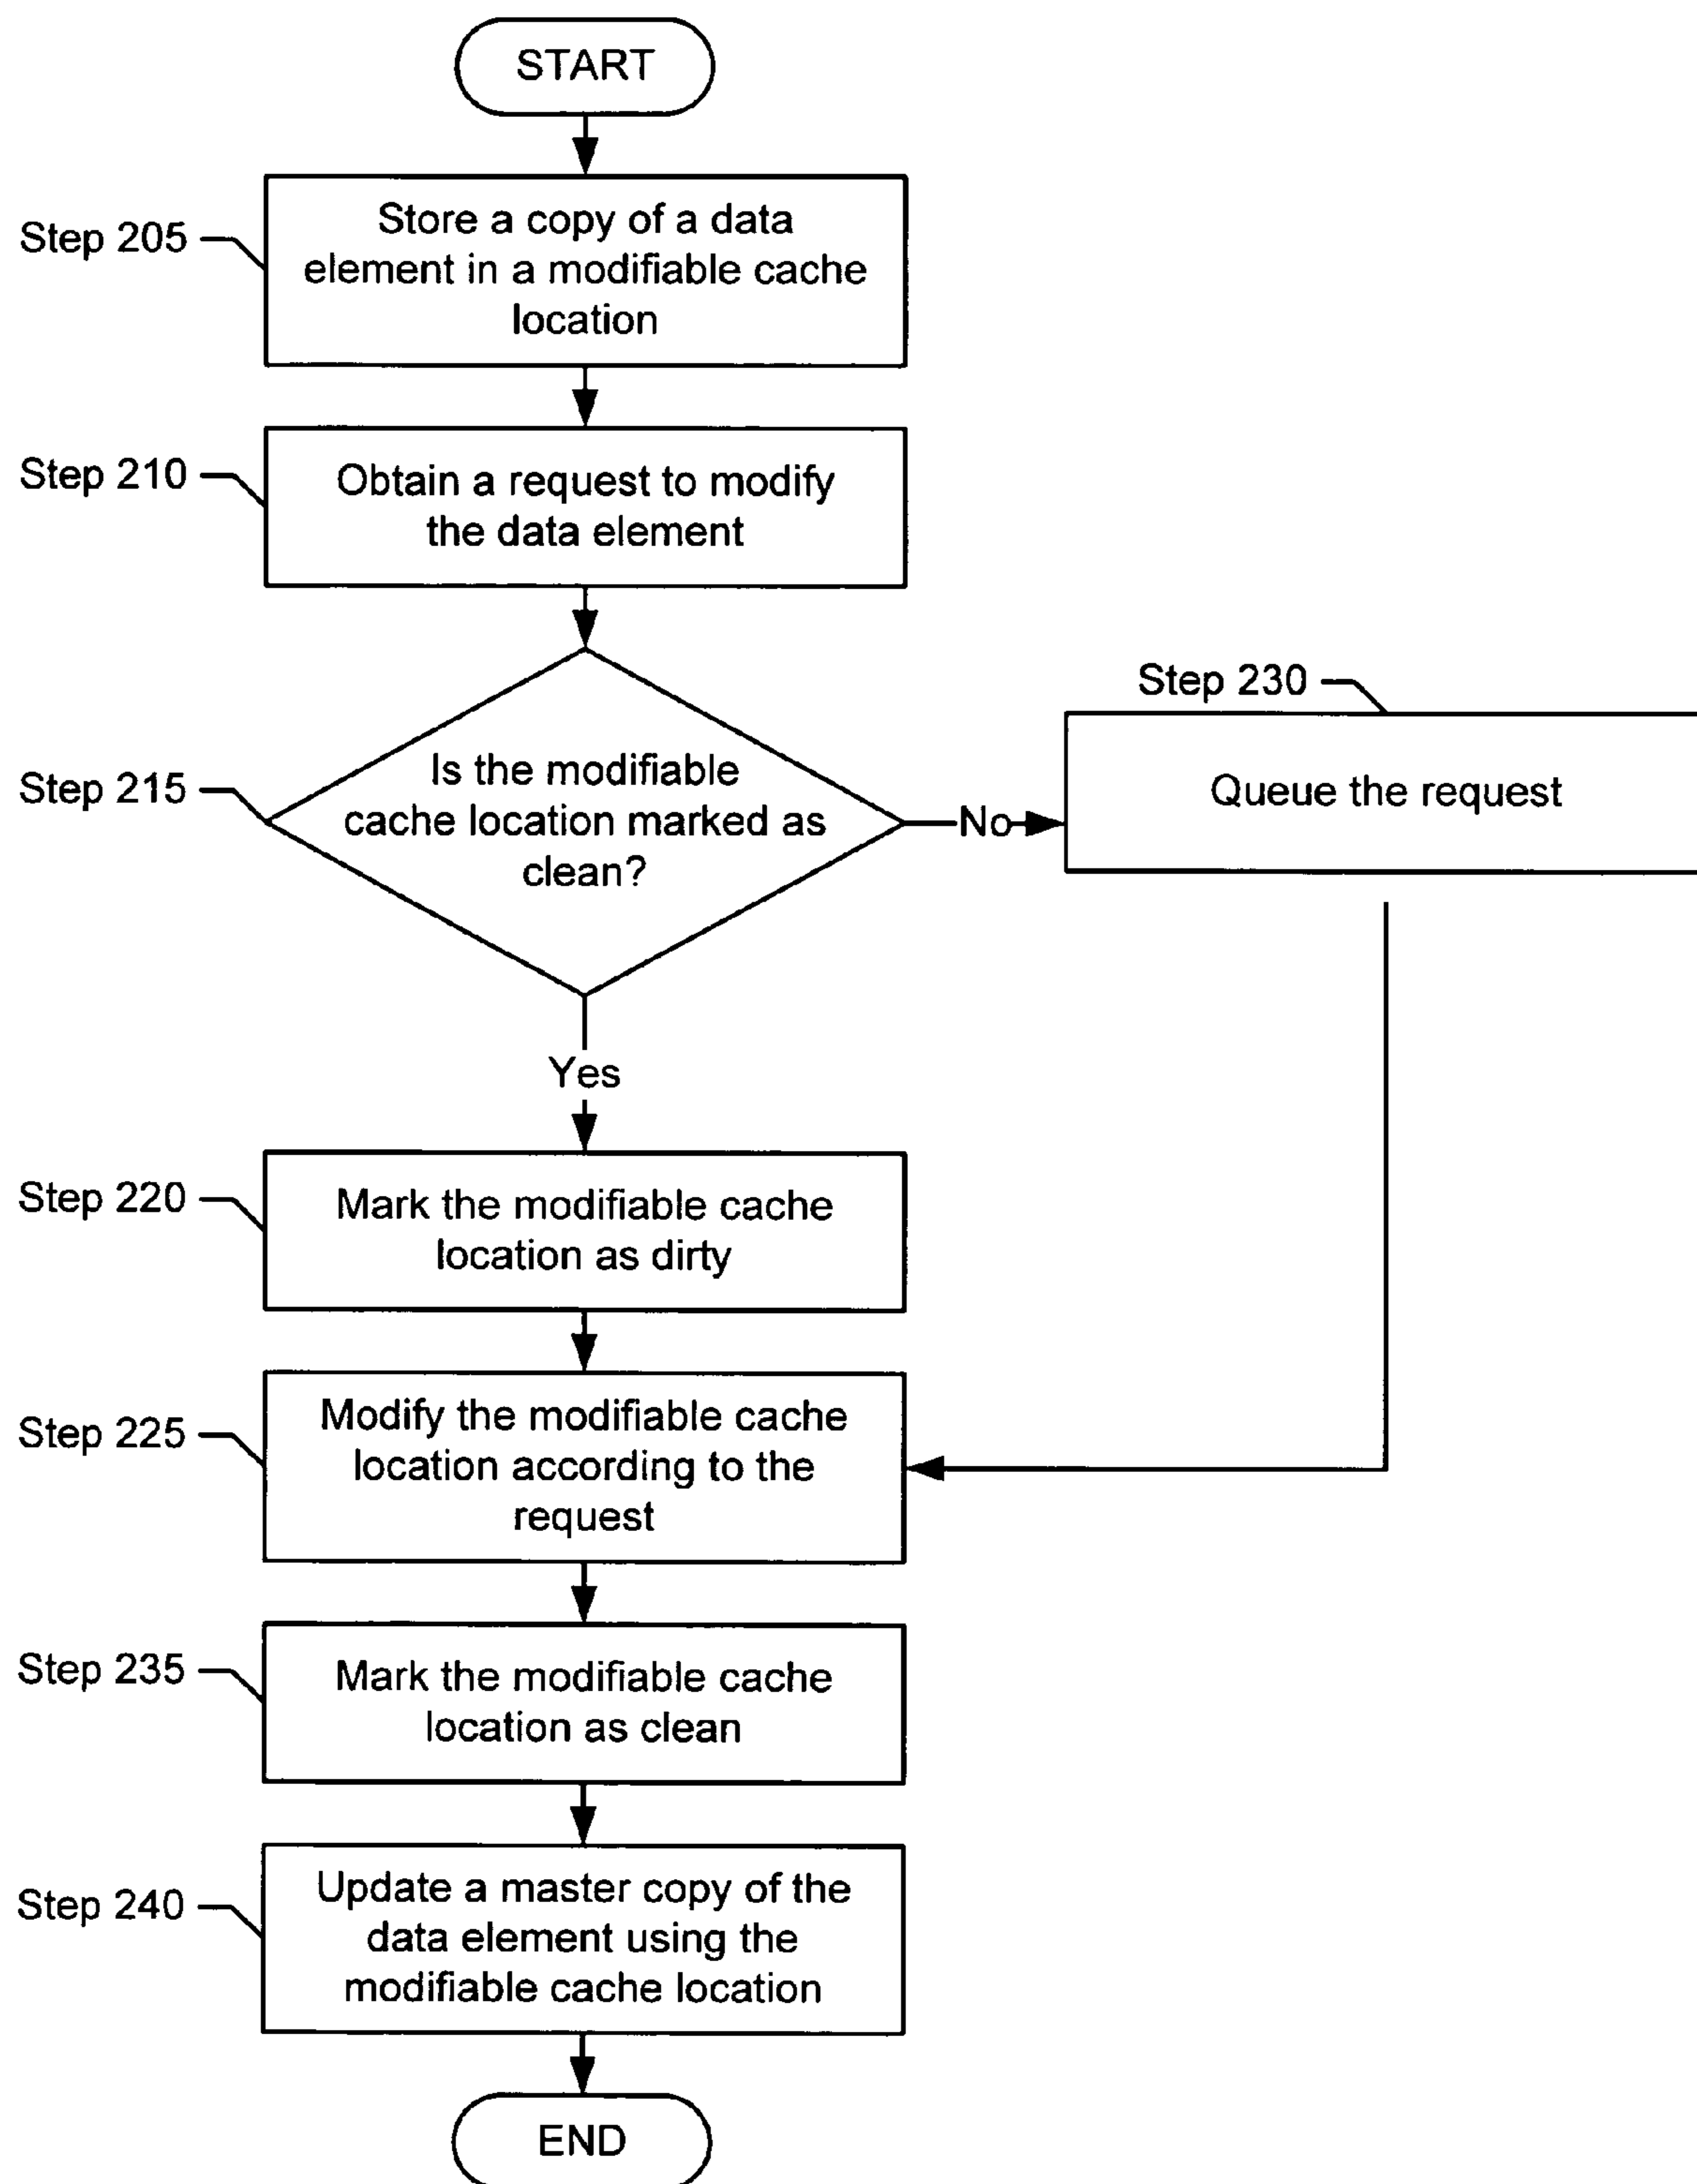 START
Step 205
Store a copy of a data
element in a modifiable cache
location
Step 210
Obtain a request to modify
the data element
Step 215
Is the modifiable
cache location marked as
clean?
No
Step 230
Queue the request
Yes
Step 220
Mark the modifiable cache
location as dirty
Step 225
Modify the modifiable cache
location according to the
request
Step 235
Mark the modifiable cache
location as clean
Step 240
Update a master copy of the
data element using the
modifiable cache location
END